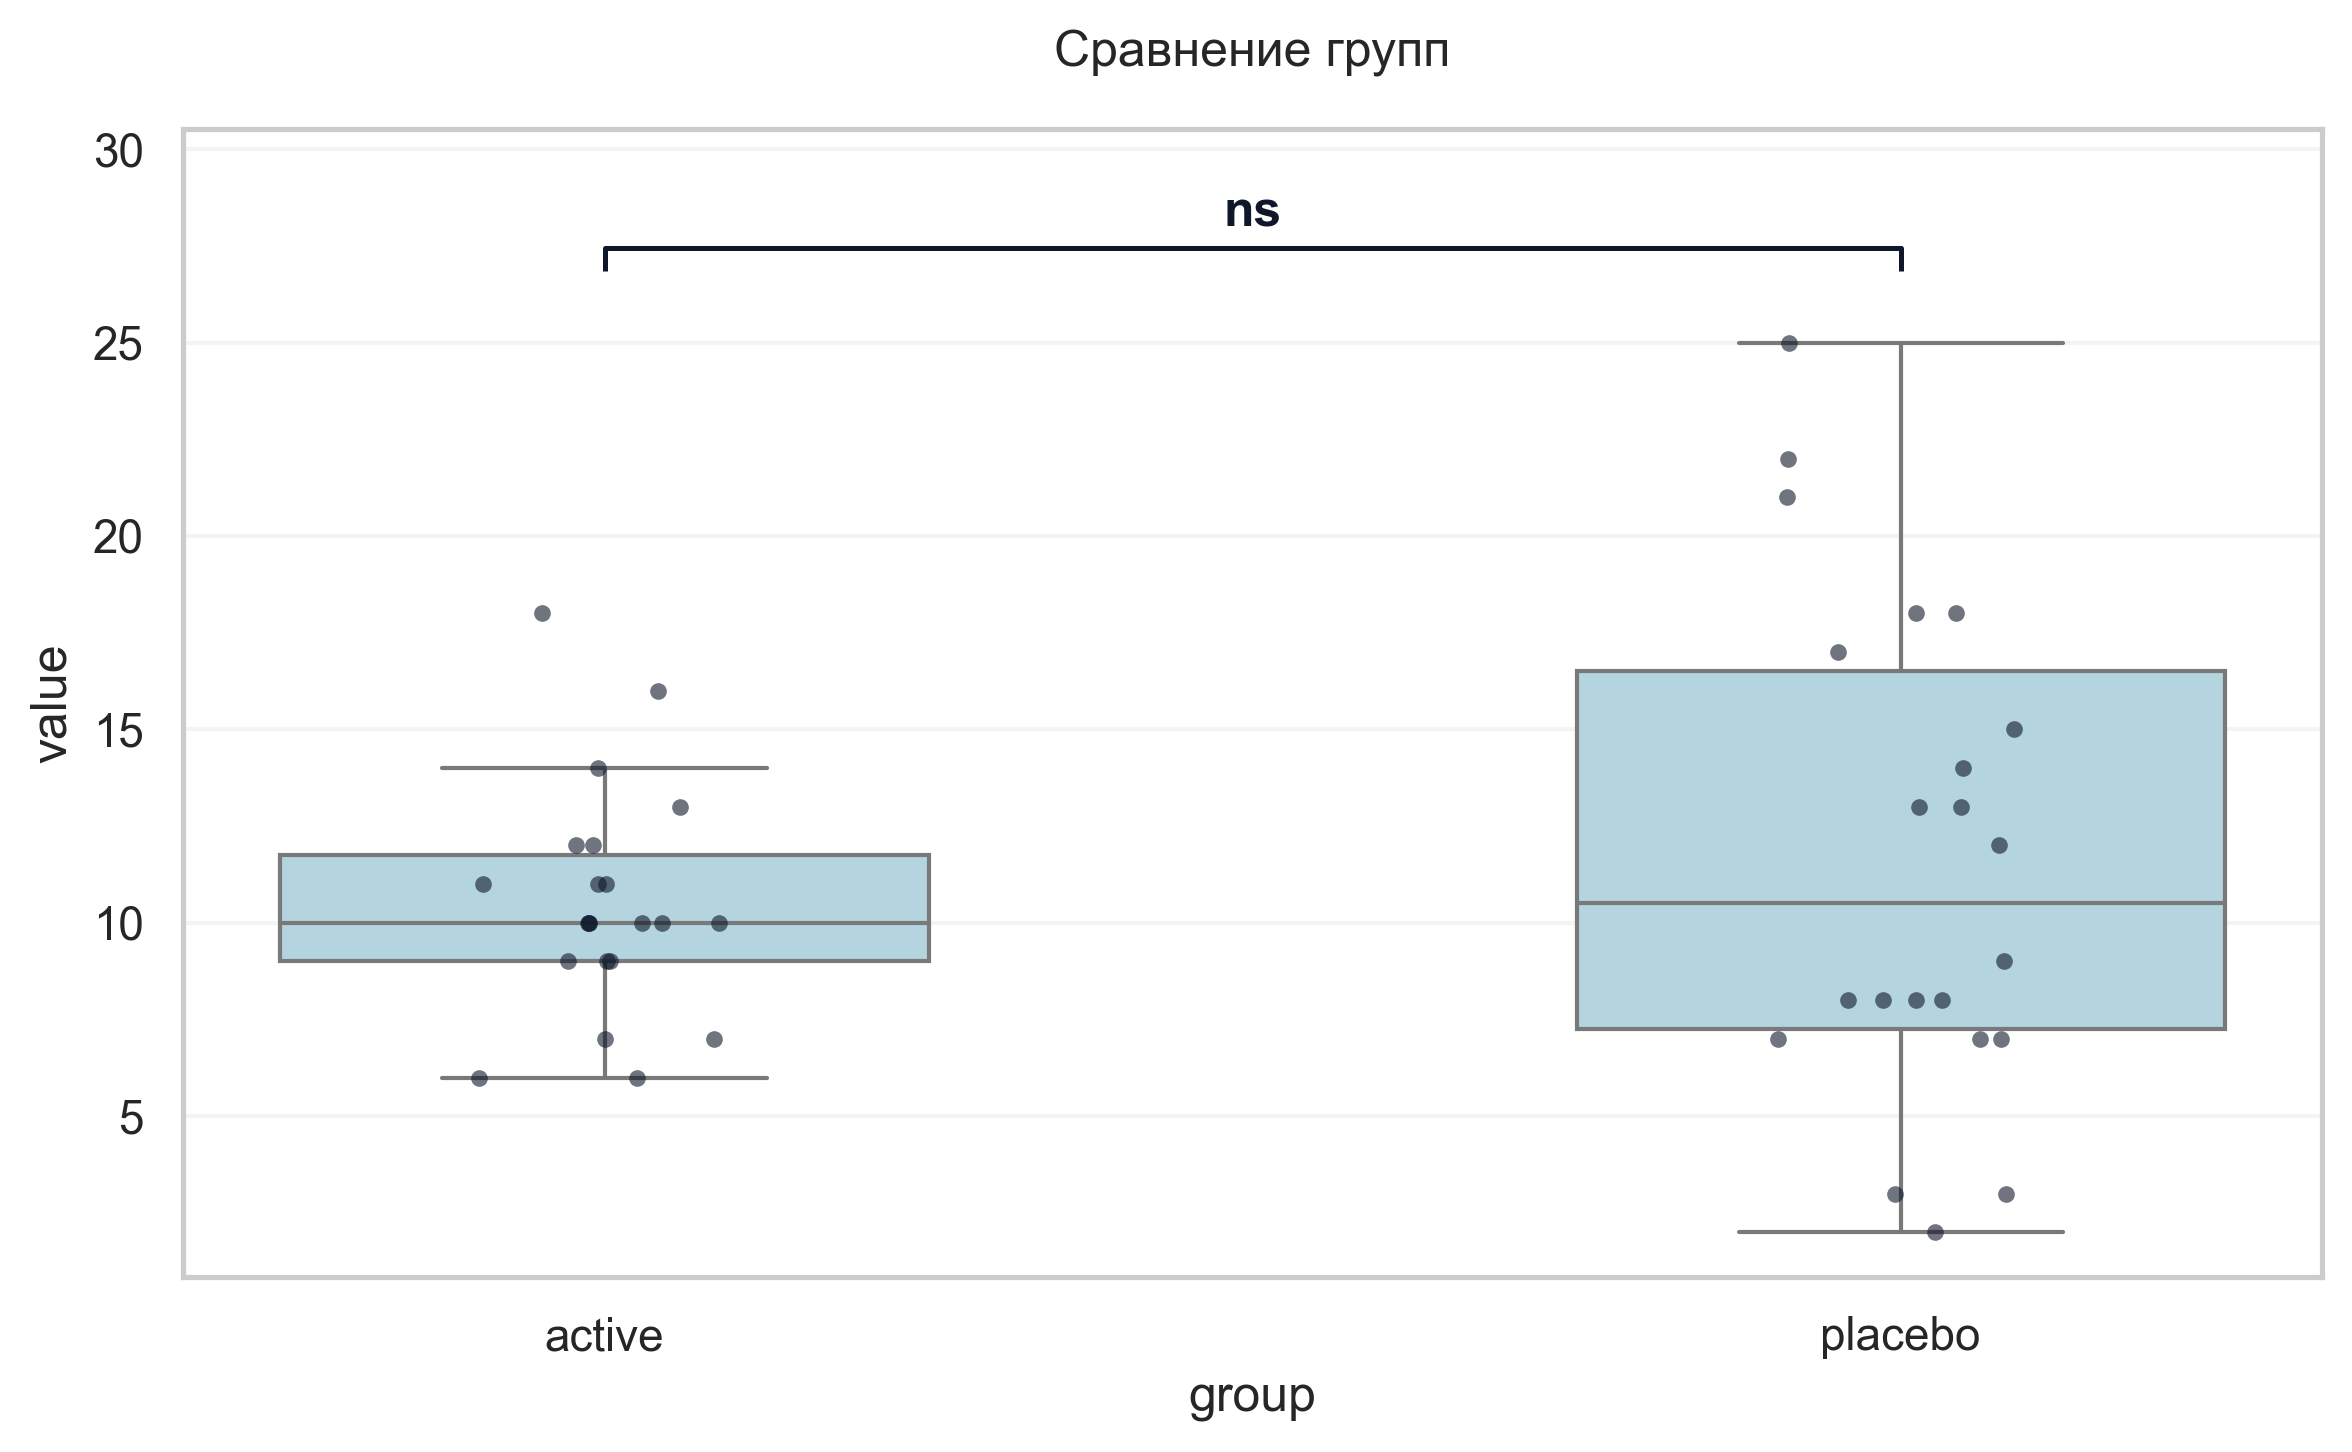 Сравнение групп
30
ns
25
20
15
10
5
value
active
placebo
group